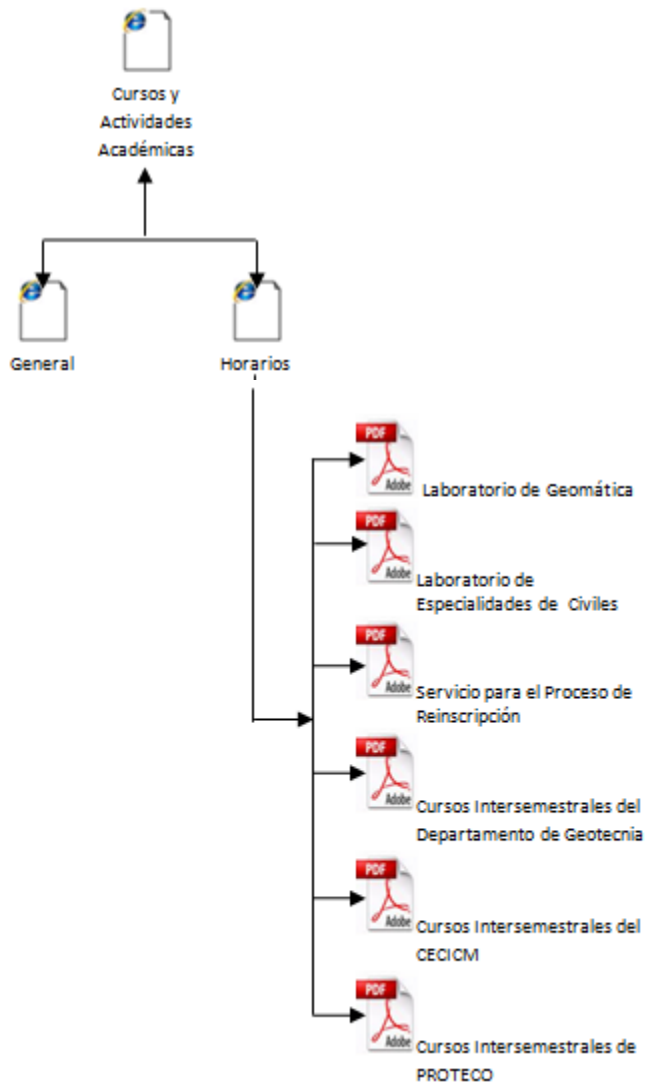 Cursos y
Actividades
Académicas
General
Horarios
PDF
Adobe
Laboratorio de Geomática
PDF
Adobe
Laboratorio de
Especialidades de Civiles
PDF
Adobe
Servicio para el Proceso de
Reinscripción
PDF
Adobe
Cursos Intersemestrales del
Departamento de Geotecnia
PDF
Adobe
Cursos Intersemestrales del
CECICM
PDF
Adobe
Cursos Intersemestrales de
PROTECO